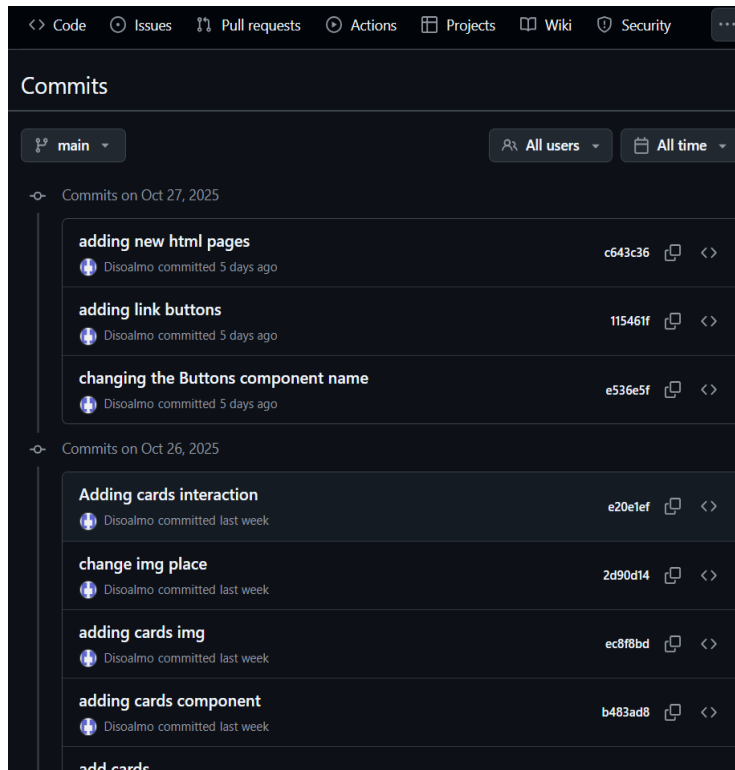 Code Issues Pull requests Actions Projects Wiki Security
Commits
main All users All time
Commits on Oct 27, 2025
adding new html pages
c643c36
Disoalmo committed 5 days ago
adding link buttons
115461f
Disoalmo committed 5 days ago
changing the Buttons component name
e536e5f
Disoalmo committed 5 days ago
Commits on Oct 26, 2025
Adding cards interaction
e20e1ef
Disoalmo committed last week
change img place
2d90d14
Disoalmo committed last week
adding cards img
ec8f8bd
Disoalmo committed last week
adding cards component
b483ad8
Disoalmo committed last week
add cards